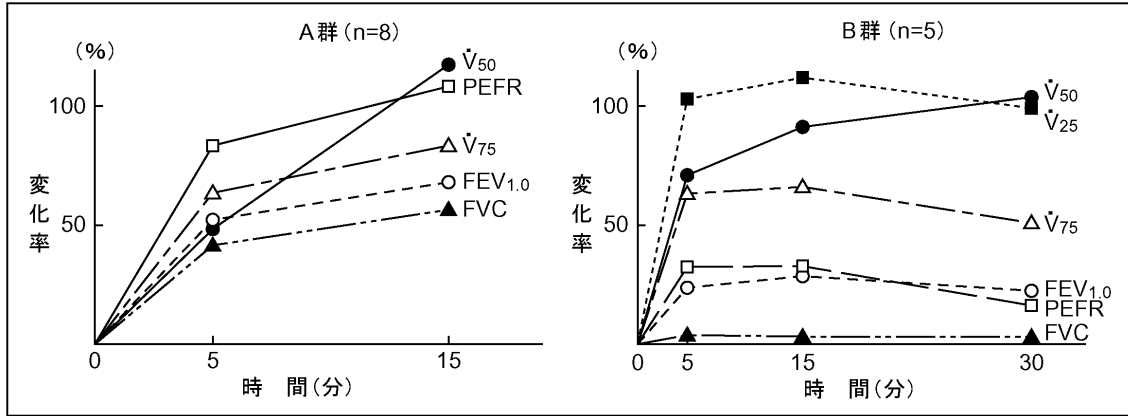 A群(n=8)
(%)
100
50
変化率
0
5
15
時 間(分)
V̇50
PEFR
V̇75
FEV1.0
FVC
B群(n=5)
(%)
100
50
変化率
0
5
15
30
時 間(分)
V̇50
V̇25
V̇75
FEV1.0
PEFR
FVC